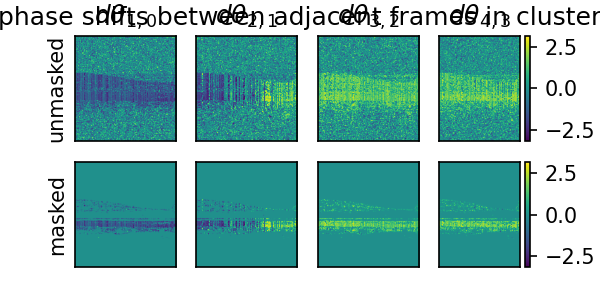 phase shifts between adjacent frames in cluster
dθ1,0 dθ2,1 dθ3,2 dθ4,3
unmasked
2.5
0.0
−2.5
masked
2.5
0.0
−2.5